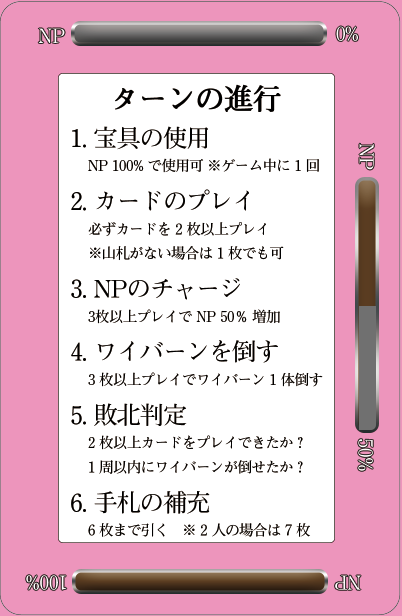 NP 0%
ターンの進行
1. 宝具の使用
NP 100% で使用可 ※ゲーム中に 1 回
2. カードのプレイ
必ずカードを 2 枚以上プレイ
※山札がない場合は 1 枚でも可
3. NPのチャージ
3枚以上プレイで NP 50% 増加
4. ワイバーンを倒す
3 枚以上プレイでワイバーン 1 体倒す
5. 敗北判定
2 枚以上カードをプレイできたか?
1 周以内にワイバーンが倒せたか?
6. 手札の補充
6 枚まで引く ※ 2 人の場合は 7 枚
NP 50%
NP 100%